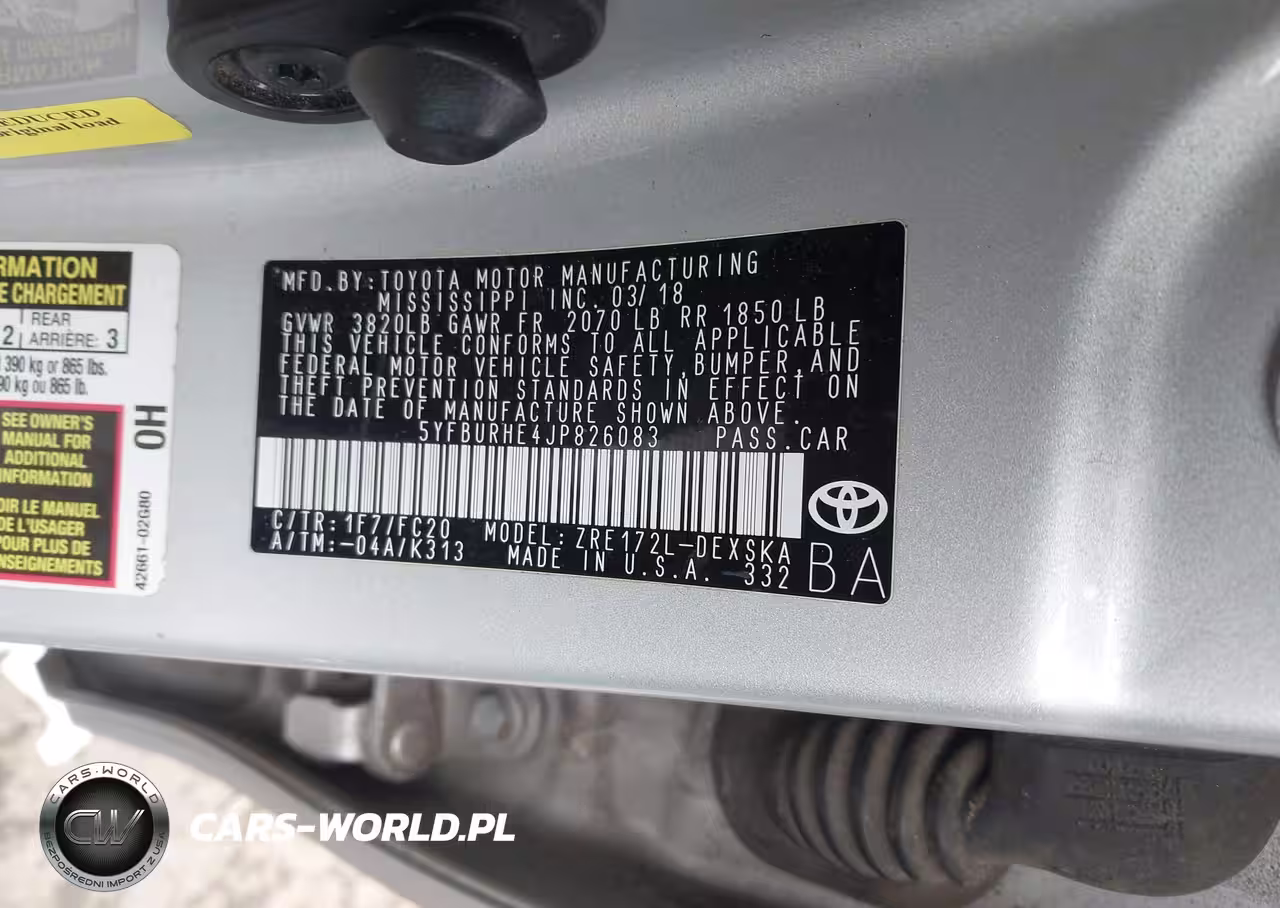 REDUCED
original load
RMATION
E CHARGEMENT
2 REAR
ARRIÈRE: 3
390 kg or 865 lbs.
90 kg ou 865 lb.
SEE OWNER'S
MANUAL FOR
ADDITIONAL
INFORMATION
OIR LE MANUEL
DE L'USAGER
POUR PLUS DE
NSEIGNEMENTS
OH
42661-02G80
MFD. BY: TOYOTA MOTOR MANUFACTURING
MISSISSIPPI INC. 03/18
GVWR 3820LB GAWR FR 2070 LB RR 1850 LB
THIS VEHICLE CONFORMS TO ALL APPLICABLE
FEDERAL MOTOR VEHICLE SAFETY, BUMPER, AND
THEFT PREVENTION STANDARDS IN EFFECT ON
THE DATE OF MANUFACTURE SHOWN ABOVE.
5YFBURHE4JP826083 PASS.CAR
C/TR: 1F7/FC20 MODEL: ZRE172L-DEXSKA
A/TM: -04A/K313 MADE IN U.S.A. 332
BA
CARS-WORLD
CW
BEZPOŚREDNI IMPORT Z USA
CARS-WORLD.PL